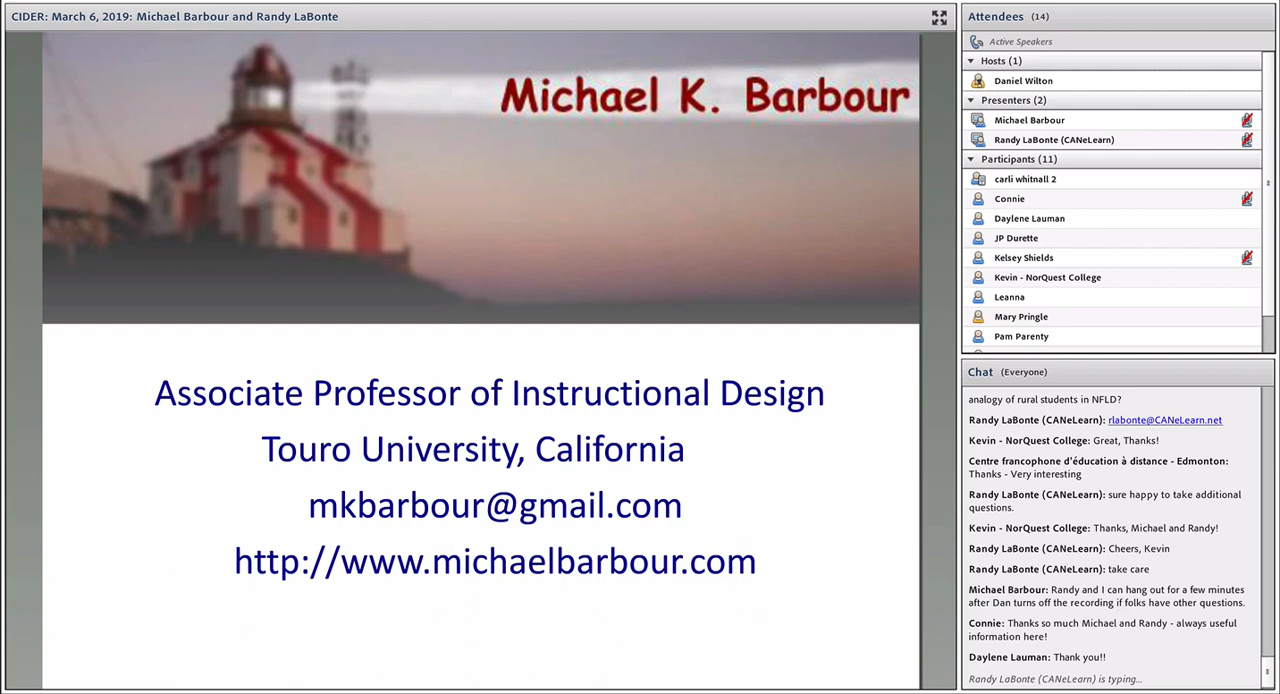 CIDER: March 6, 2019: Michael Barbour and Randy LaBonte
Michael K. Barbour
Associate Professor of Instructional Design
Touro University, California
mkbarbour@gmail.com
http://www.michaelbarbour.com
Attendees (14)
Active Speakers
Hosts (1)
Daniel Wilton
Presenters (2)
Michael Barbour
Randy LaBonte (CANeLearn)
Participants (11)
carli whitnall 2
Connie
Daylene Lauman
JP Durette
Kelsey Shields
Kevin - NorQuest College
Leanna
Mary Pringle
Pam Parenty
Chat (Everyone)
analogy of rural students in NFLD?
Randy LaBonte (CANeLearn): rlabonte@CANeLearn.net
Kevin - NorQuest College: Great, Thanks!
Centre francophone d'éducation à distance - Edmonton:
Thanks - Very interesting
Randy LaBonte (CANeLearn): sure happy to take additional
questions.
Kevin - NorQuest College: Thanks, Michael and Randy!
Randy LaBonte (CANeLearn): Cheers, Kevin
Randy LaBonte (CANeLearn): take care
Michael Barbour: Randy and I can hang out for a few minutes
after Dan turns off the recording if folks have other questions.
Connie: Thanks so much Michael and Randy - always useful
information here!
Daylene Lauman: Thank you!!
Randy LaBonte (CANeLearn) is typing...